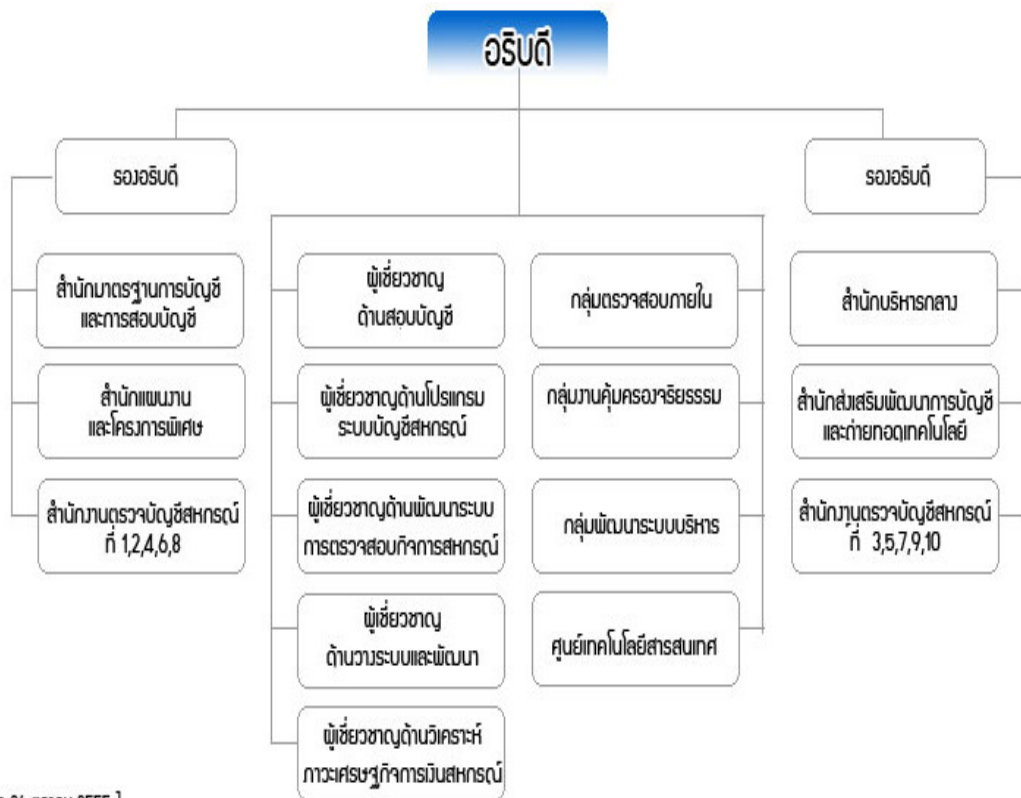 อธิบดี
รองอธิบดี
รองอธิบดี
สำนักมาตรฐานการบัญชี
และการสอบบัญชี
สำนักแผนงาน
และโครงการพิเศษ
สำนักงานตรวจบัญชีสหกรณ์
ที่ 1,2,4,6,8
ผู้เชี่ยวชาญ
ด้านสอบบัญชี
ผู้เชี่ยวชาญด้านโปรแกรม
ระบบบัญชีสหกรณ์
ผู้เชี่ยวชาญด้านพัฒนาระบบ
การตรวจสอบกิจการสหกรณ์
ผู้เชี่ยวชาญ
ด้านวางระบบและพัฒนา
ผู้เชี่ยวชาญด้านวิเคราะห์
ภาวะเศรษฐกิจการเงินสหกรณ์
กลุ่มตรวจสอบภายใน
กลุ่มงานคุ้มครองจริยธรรม
กลุ่มพัฒนาระบบบริหาร
ศูนย์เทคโนโลยีสารสนเทศ
สำนักบริหารกลาง
สำนักส่งเสริมพัฒนาการบัญชี
และถ่ายทอดเทคโนโลยี
สำนักงานตรวจบัญชีสหกรณ์
ที่ 3,5,7,9,10